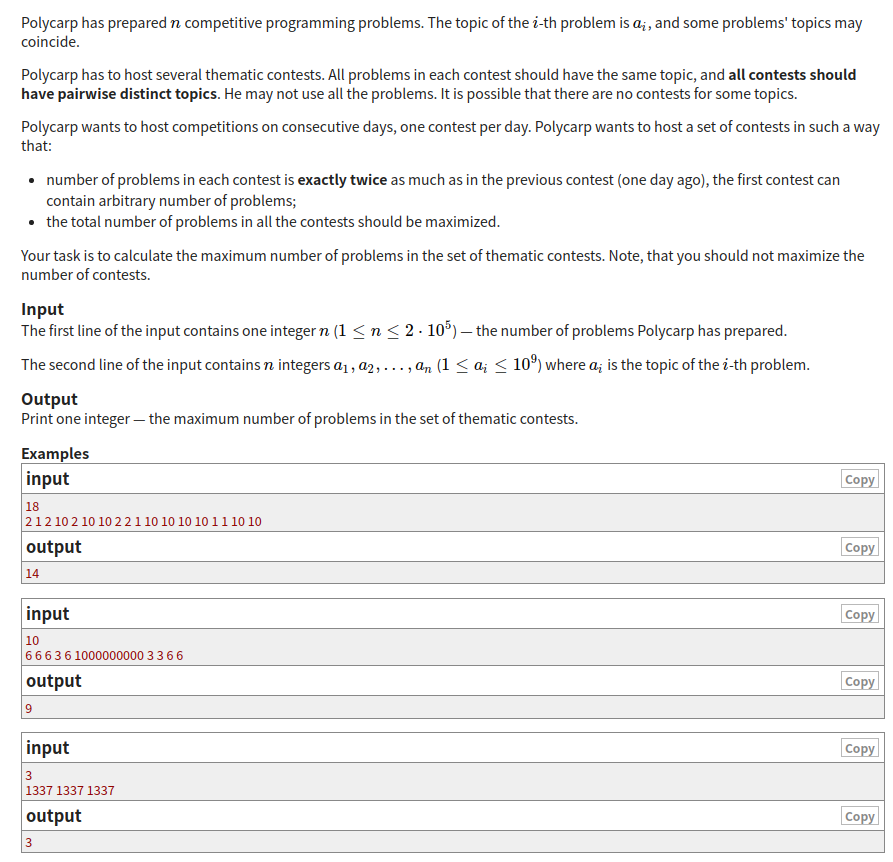 Polycarp has prepared n competitive programming problems. The topic of the i-th problem is a_i, and some problems' topics may
coincide.
Polycarp has to host several thematic contests. All problems in each contest should have the same topic, and all contests should
have pairwise distinct topics. He may not use all the problems. It is possible that there are no contests for some topics.
Polycarp wants to host competitions on consecutive days, one contest per day. Polycarp wants to host a set of contests in such a way
that:
• number of problems in each contest is exactly twice as much as in the previous contest (one day ago), the first contest can
contain arbitrary number of problems;
• the total number of problems in all the contests should be maximized.
Your task is to calculate the maximum number of problems in the set of thematic contests. Note, that you should not maximize the
number of contests.
Input
The first line of the input contains one integer n (1 ≤ n ≤ 2 · 10^5) — the number of problems Polycarp has prepared.
The second line of the input contains n integers a_1, a_2, . . . , a_n (1 ≤ a_i ≤ 10^9) where a_i is the topic of the i-th problem.
Output
Print one integer — the maximum number of problems in the set of thematic contests.
Examples
input Copy
18
2 1 2 10 2 10 10 2 2 1 10 10 10 10 1 1 10 10
output Copy
14
input Copy
10
6 6 6 3 6 1000000000 3 3 6 6
output Copy
9
input Copy
3
1337 1337 1337
output Copy
3